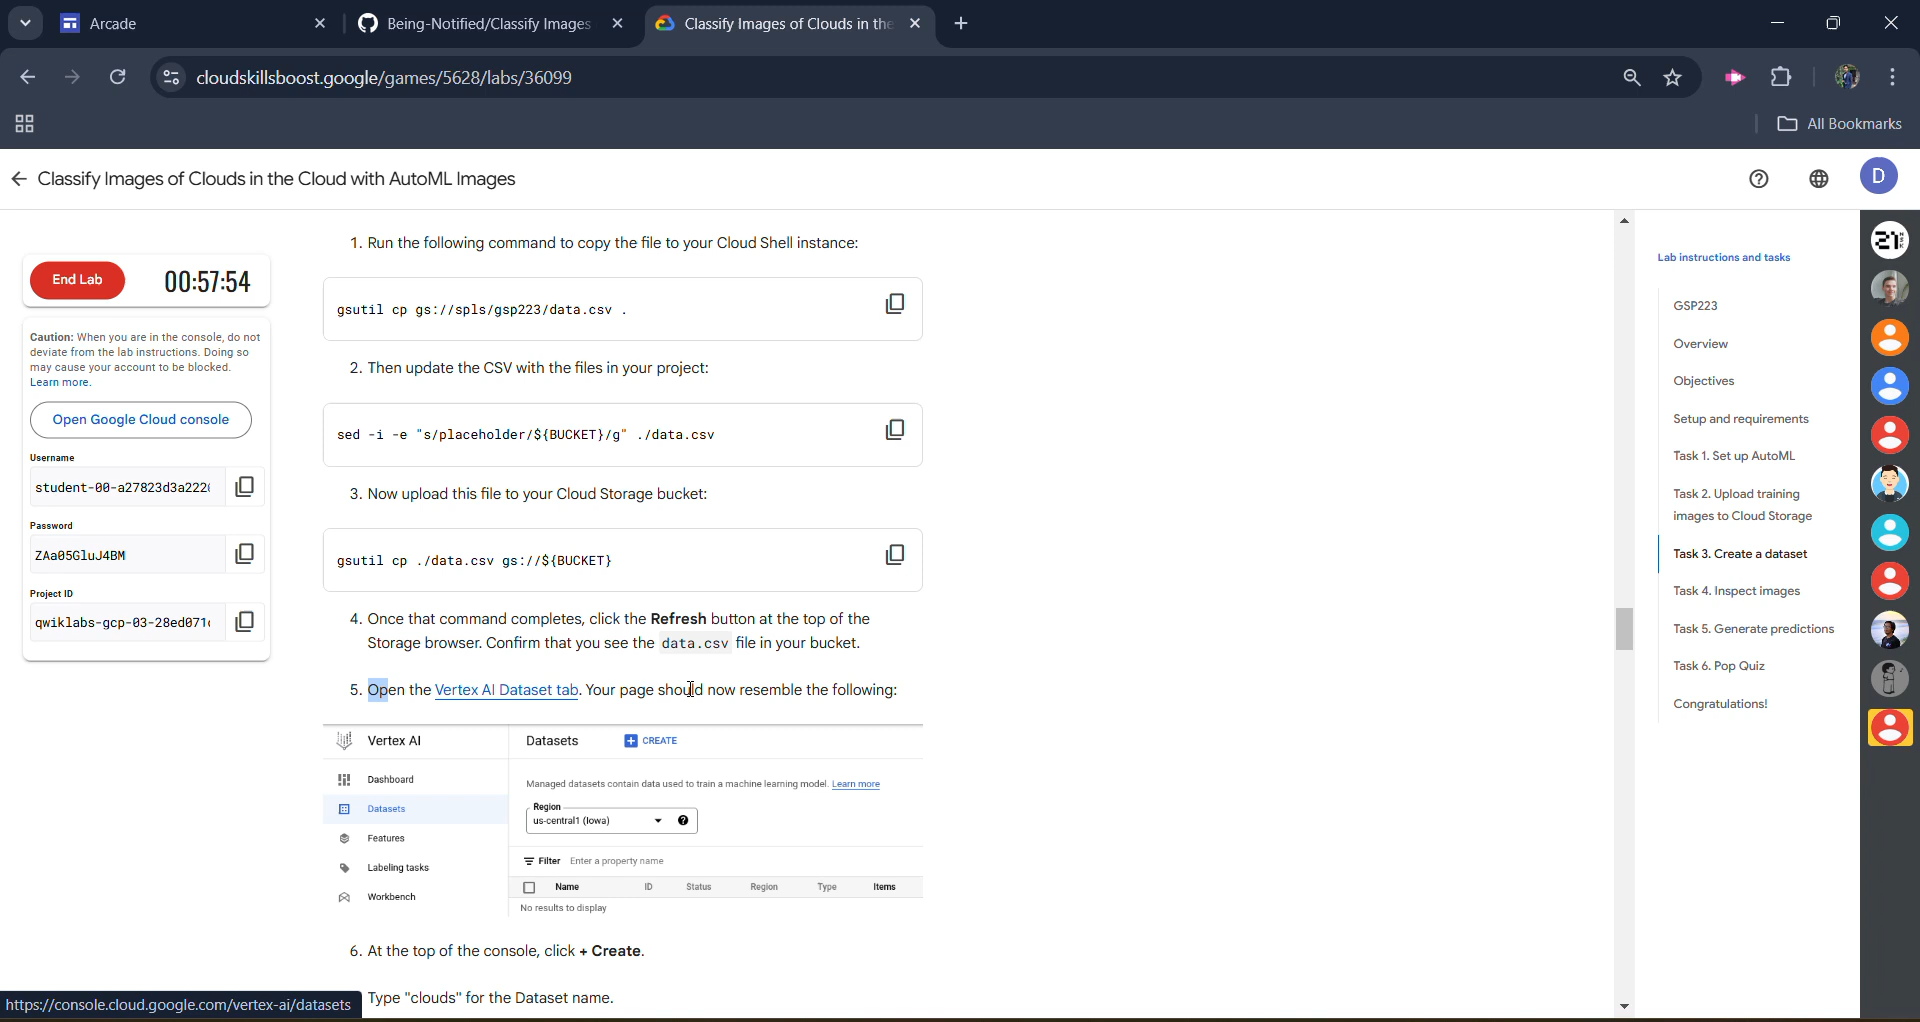 Arcade
Being-Notified/Classify Images
Classify Images of Clouds in the
cloudskillsboost.google/games/5628/labs/36099
All Bookmarks
Classify Images of Clouds in the Cloud with AutoML Images
D
End Lab
00:57:54
Caution: When you are in the console, do not
deviate from the lab instructions. Doing so
may cause your account to be blocked.
Learn more.
Open Google Cloud console
Username
student-00-a27823d3a222
Password
ZAa05GluJ4BM
Project ID
qwiklabs-gcp-03-28ed071
1. Run the following command to copy the file to your Cloud Shell instance:
gsutil cp gs://spls/gsp223/data.csv .
2. Then update the CSV with the files in your project:
sed -i -e "s/placeholder/${BUCKET}/g" ./data.csv
3. Now upload this file to your Cloud Storage bucket:
gsutil cp ./data.csv gs://${BUCKET}
4. Once that command completes, click the Refresh button at the top of the
Storage browser. Confirm that you see the data.csv file in your bucket.
5. Open the Vertex AI Dataset tab. Your page should now resemble the following:
Vertex AI
Dashboard
Datasets
Features
Labeling tasks
Workbench
Datasets
CREATE
Managed datasets contain data used to train a machine learning model. Learn more
Region
us-central1 (Iowa)
Filter Enter a property name
Name ID Status Region Type Items
No results to display
6. At the top of the console, click + Create.
Type "clouds" for the Dataset name.
https://console.cloud.google.com/vertex-ai/datasets
Lab instructions and tasks
GSP223
Overview
Objectives
Setup and requirements
Task 1. Set up AutoML
Task 2. Upload training
images to Cloud Storage
Task 3. Create a dataset
Task 4. Inspect images
Task 5. Generate predictions
Task 6. Pop Quiz
Congratulations!